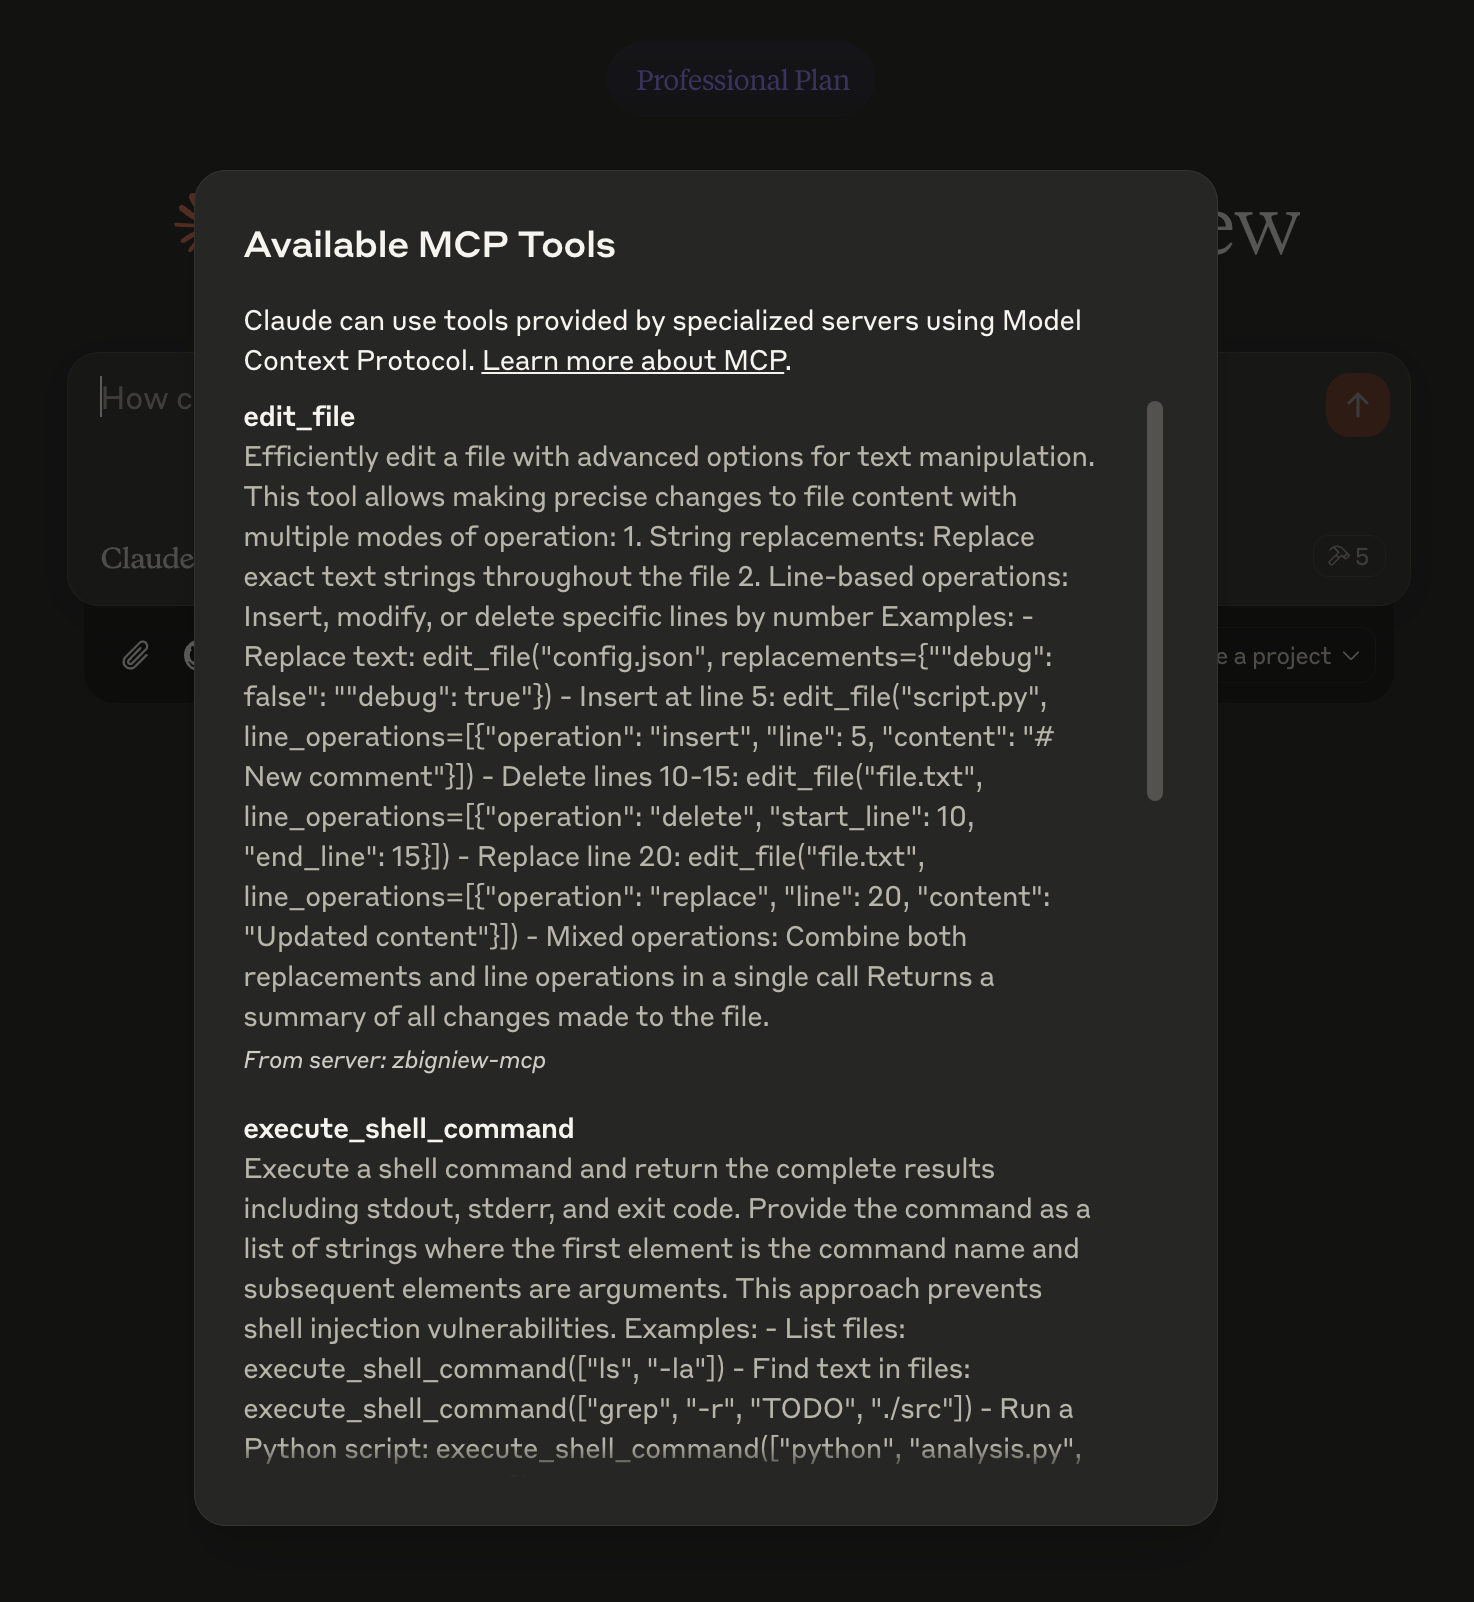 Professional Plan
ew
Available MCP Tools
Claude can use tools provided by specialized servers using Model
Context Protocol. Learn more about MCP.
How c
Claude
5
e a project
edit_file
Efficiently edit a file with advanced options for text manipulation.
This tool allows making precise changes to file content with
multiple modes of operation: 1. String replacements: Replace
exact text strings throughout the file 2. Line-based operations:
Insert, modify, or delete specific lines by number Examples: -
Replace text: edit_file("config.json", replacements={""debug":
false": ""debug": true"}) - Insert at line 5: edit_file("script.py",
line_operations=[{"operation": "insert", "line": 5, "content": "#
New comment"}]) - Delete lines 10-15: edit_file("file.txt",
line_operations=[{"operation": "delete", "start_line": 10,
"end_line": 15}]) - Replace line 20: edit_file("file.txt",
line_operations=[{"operation": "replace", "line": 20, "content":
"Updated content"}]) - Mixed operations: Combine both
replacements and line operations in a single call Returns a
summary of all changes made to the file.
From server: zbigniew-mcp
execute_shell_command
Execute a shell command and return the complete results
including stdout, stderr, and exit code. Provide the command as a
list of strings where the first element is the command name and
subsequent elements are arguments. This approach prevents
shell injection vulnerabilities. Examples: - List files:
execute_shell_command(["ls", "-la"]) - Find text in files:
execute_shell_command(["grep", "-r", "TODO", "./src"]) - Run a
Python script: execute_shell_command(["python", "analysis.py",